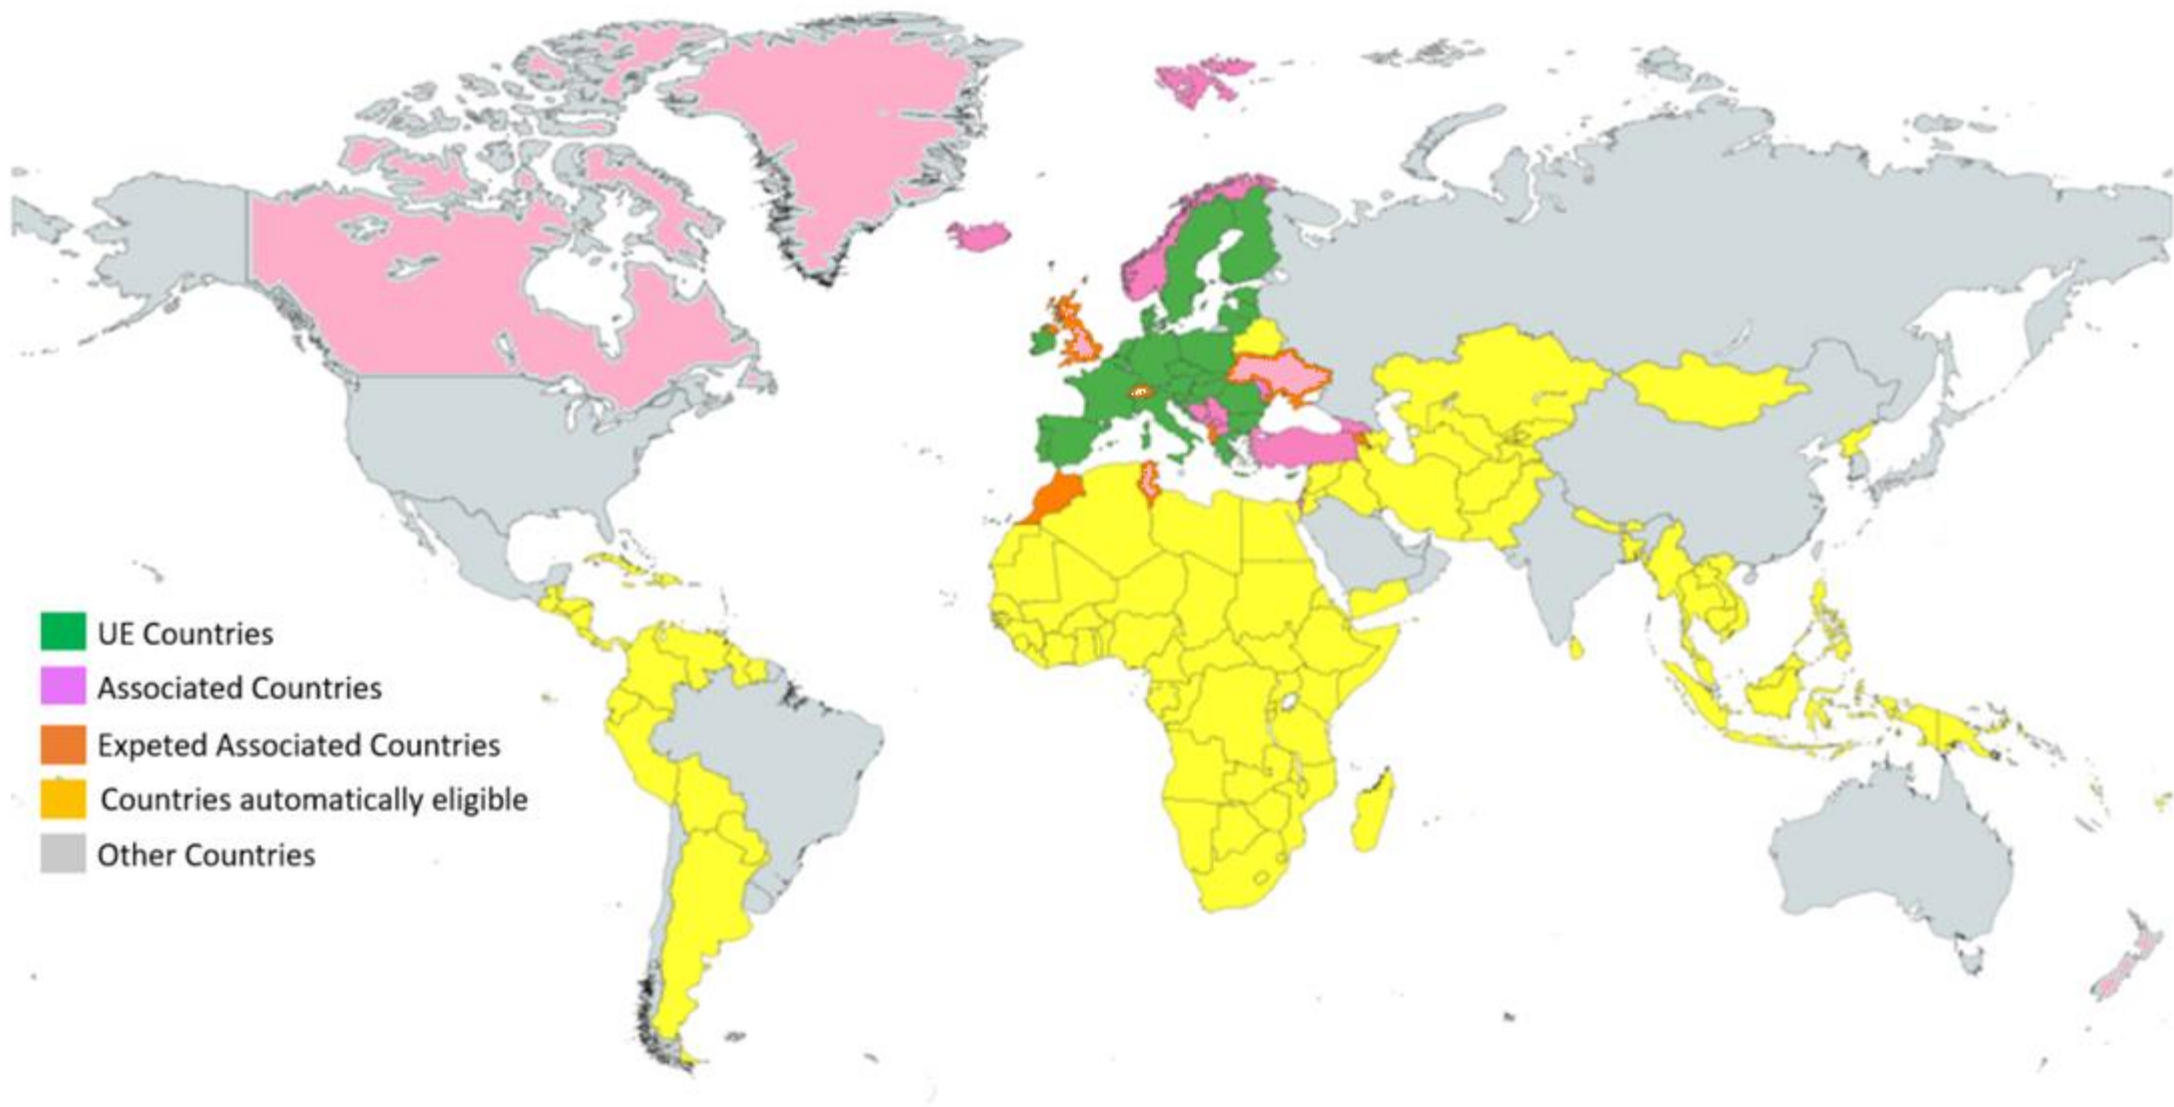 UE Countries
Associated Countries
Expeted Associated Countries
Countries automatically eligible
Other Countries